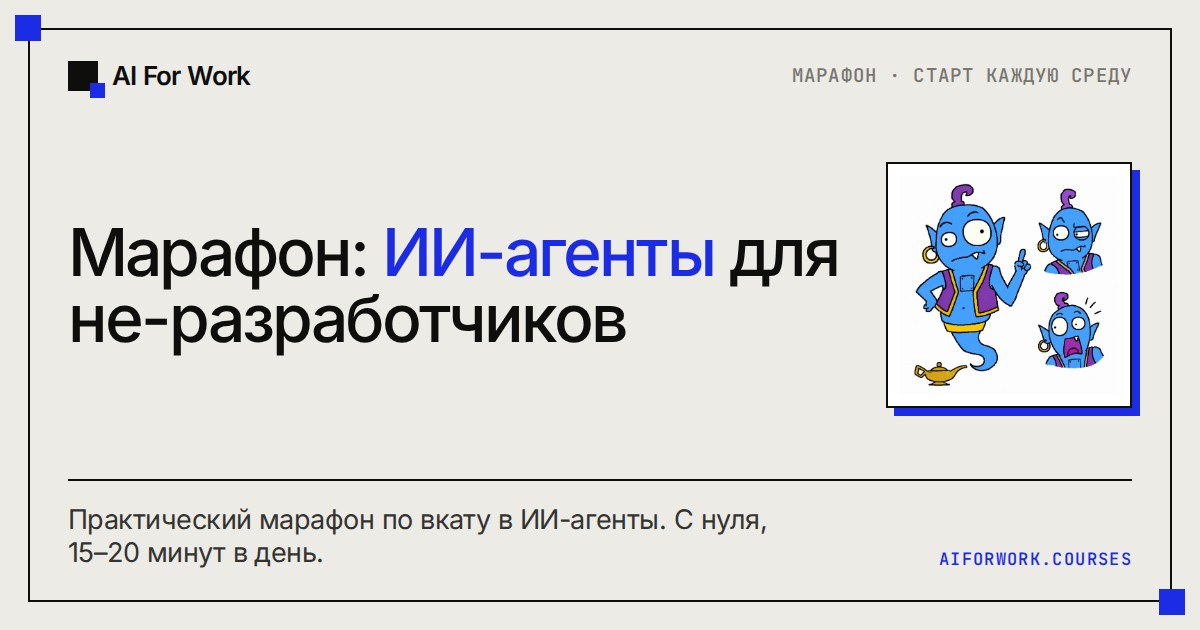 AI For Work
МАРАФОН · СТАРТ КАЖДУЮ СРЕДУ
Марафон: ИИ-агенты для
не-разработчиков
Практический марафон по вкату в ИИ-агенты. С нуля,
15–20 минут в день.
AIFORWORK.COURSES